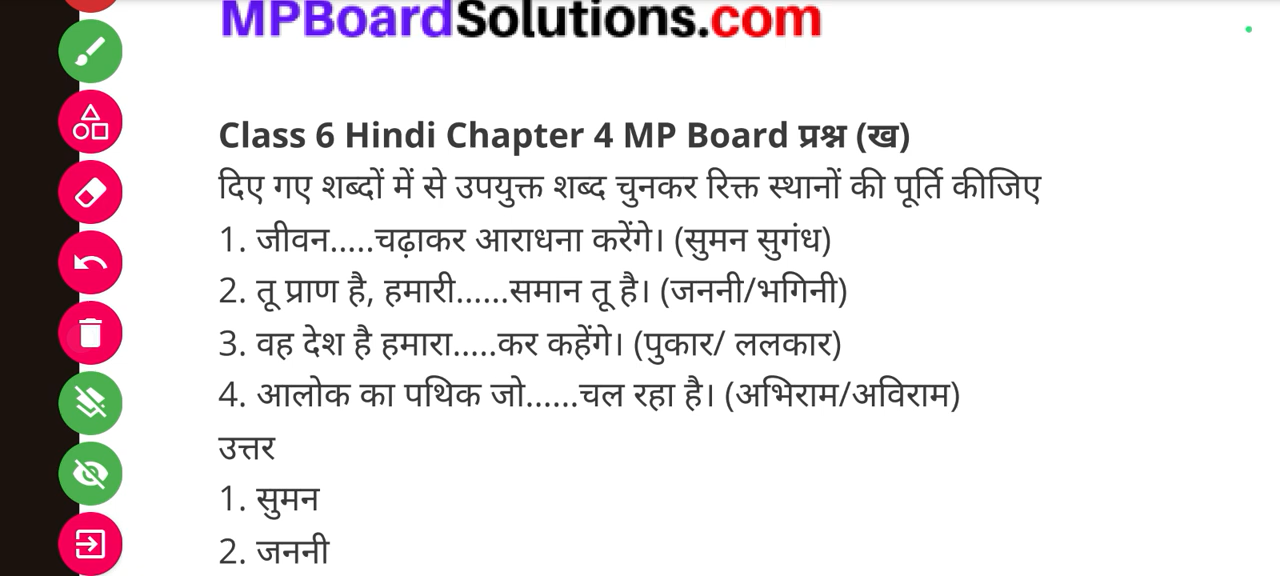 MPBoardSolutions.com
Class 6 Hindi Chapter 4 MP Board प्रश्न (ख)
दिए गए शब्दों में से उपयुक्त शब्द चुनकर रिक्त स्थानों की पूर्ति कीजिए
1. जीवन.....चढ़ाकर आराधना करेंगे। (सुमन सुगंध)
2. तू प्राण है, हमारी......समान तू है। (जननी/भगिनी)
3. वह देश है हमारा.....कर कहेंगे। (पुकार/ ललकार)
4. आलोक का पथिक जो......चल रहा है। (अभिराम/अविराम)
उत्तर
1. सुमन
2. जननी